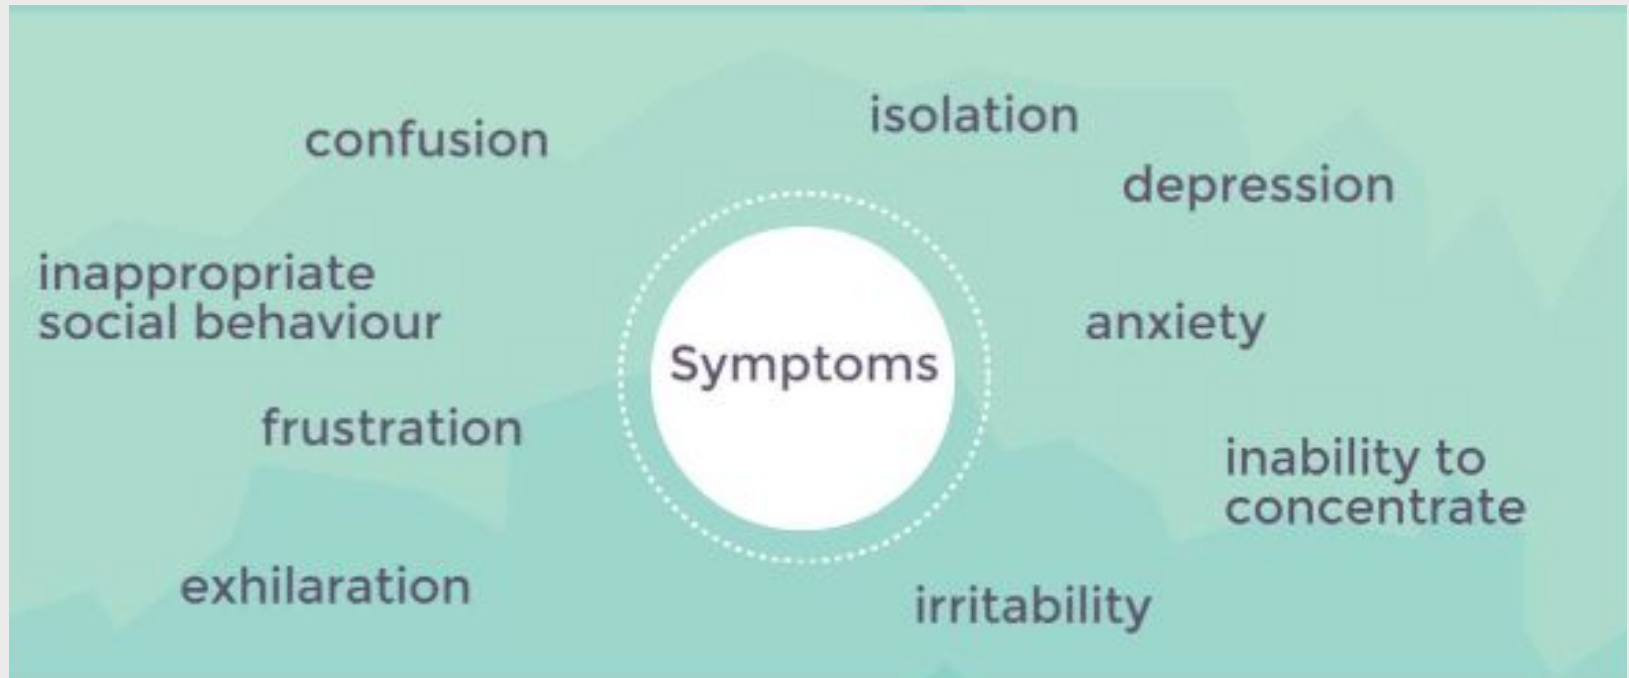 isolation
confusion
depression
inappropriate
social behaviour
anxiety
Symptoms
frustration
inability to
concentrate
exhilaration
irritability